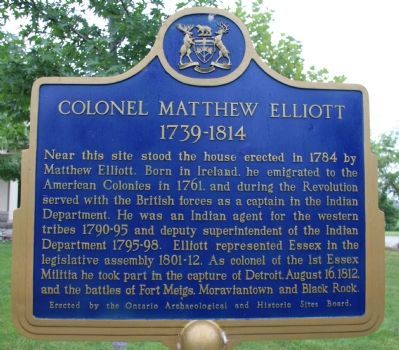 COLONEL MATTHEW ELLIOTT
1739-1814
Near this site stood the house erected in 1784 by
Matthew Elliott. Born in Ireland, he emigrated to the
American Colonies in 1761, and during the Revolution
served with the British forces as a captain in the Indian
Department. He was an Indian agent for the western
tribes 1790-95 and deputy superintendent of the Indian
Department 1795-98. Elliott represented Essex in the
legislative assembly 1801-12. As colonel of the 1st Essex
Militia he took part in the capture of Detroit, August 16, 1812,
and the battles of Fort Meigs, Moraviantown and Black Rock.
Erected by the Ontario Archaeological and Historic Sites Board.